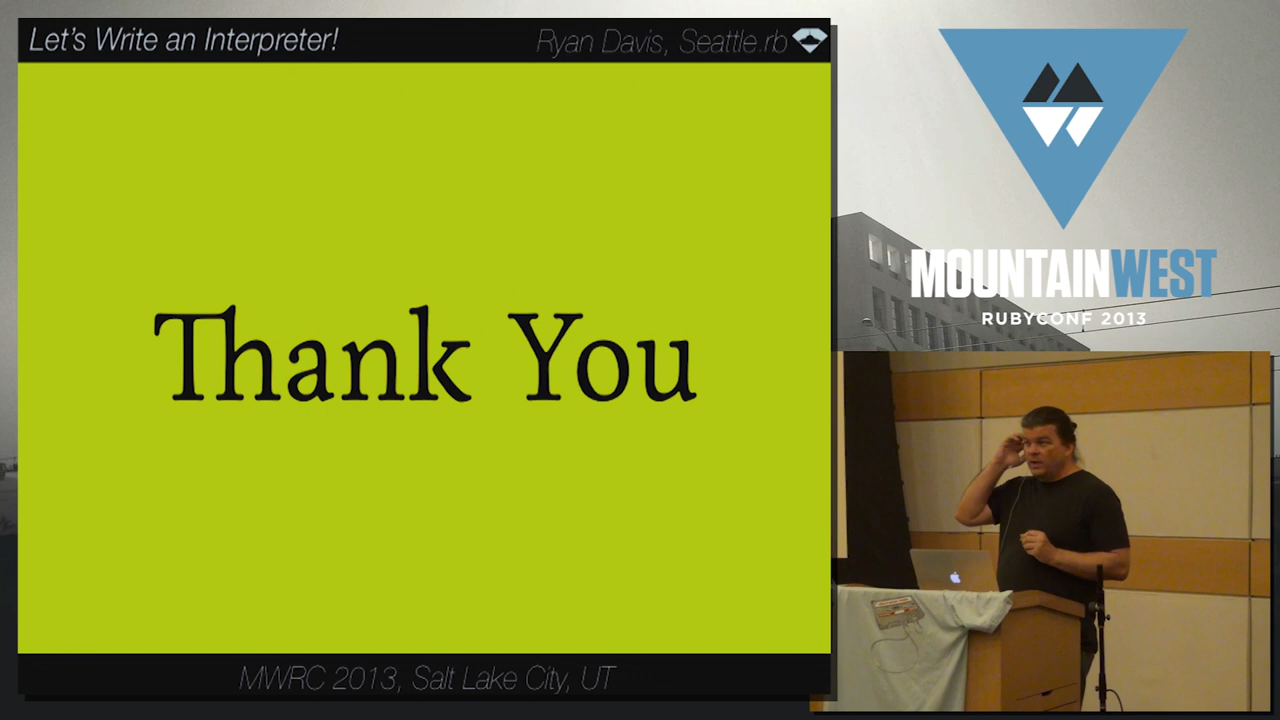 Let's Write an Interpreter!
Ryan Davis, Seattle.rb
Thank You
MWRC 2013, Salt Lake City, UT
MOUNTAINWEST
RUBYCONF 2013